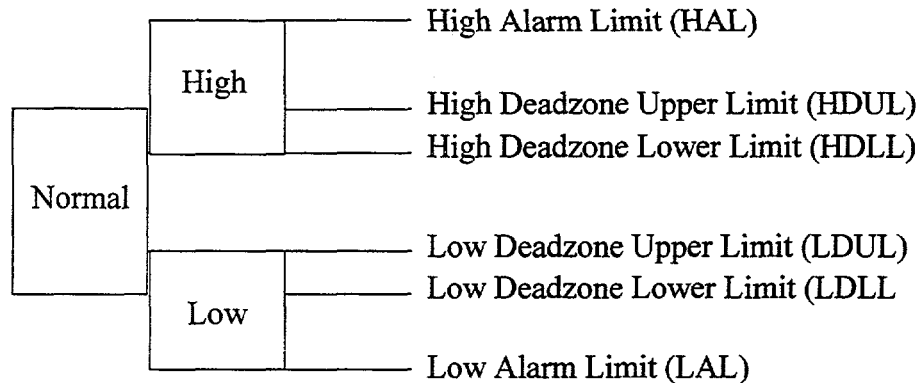 High Alarm Limit (HAL)
High
High Deadzone Upper Limit (HDUL)
High Deadzone Lower Limit (HDLL)
Normal
Low Deadzone Upper Limit (LDUL)
Low Deadzone Lower Limit (LDLL
Low
Low Alarm Limit (LAL)